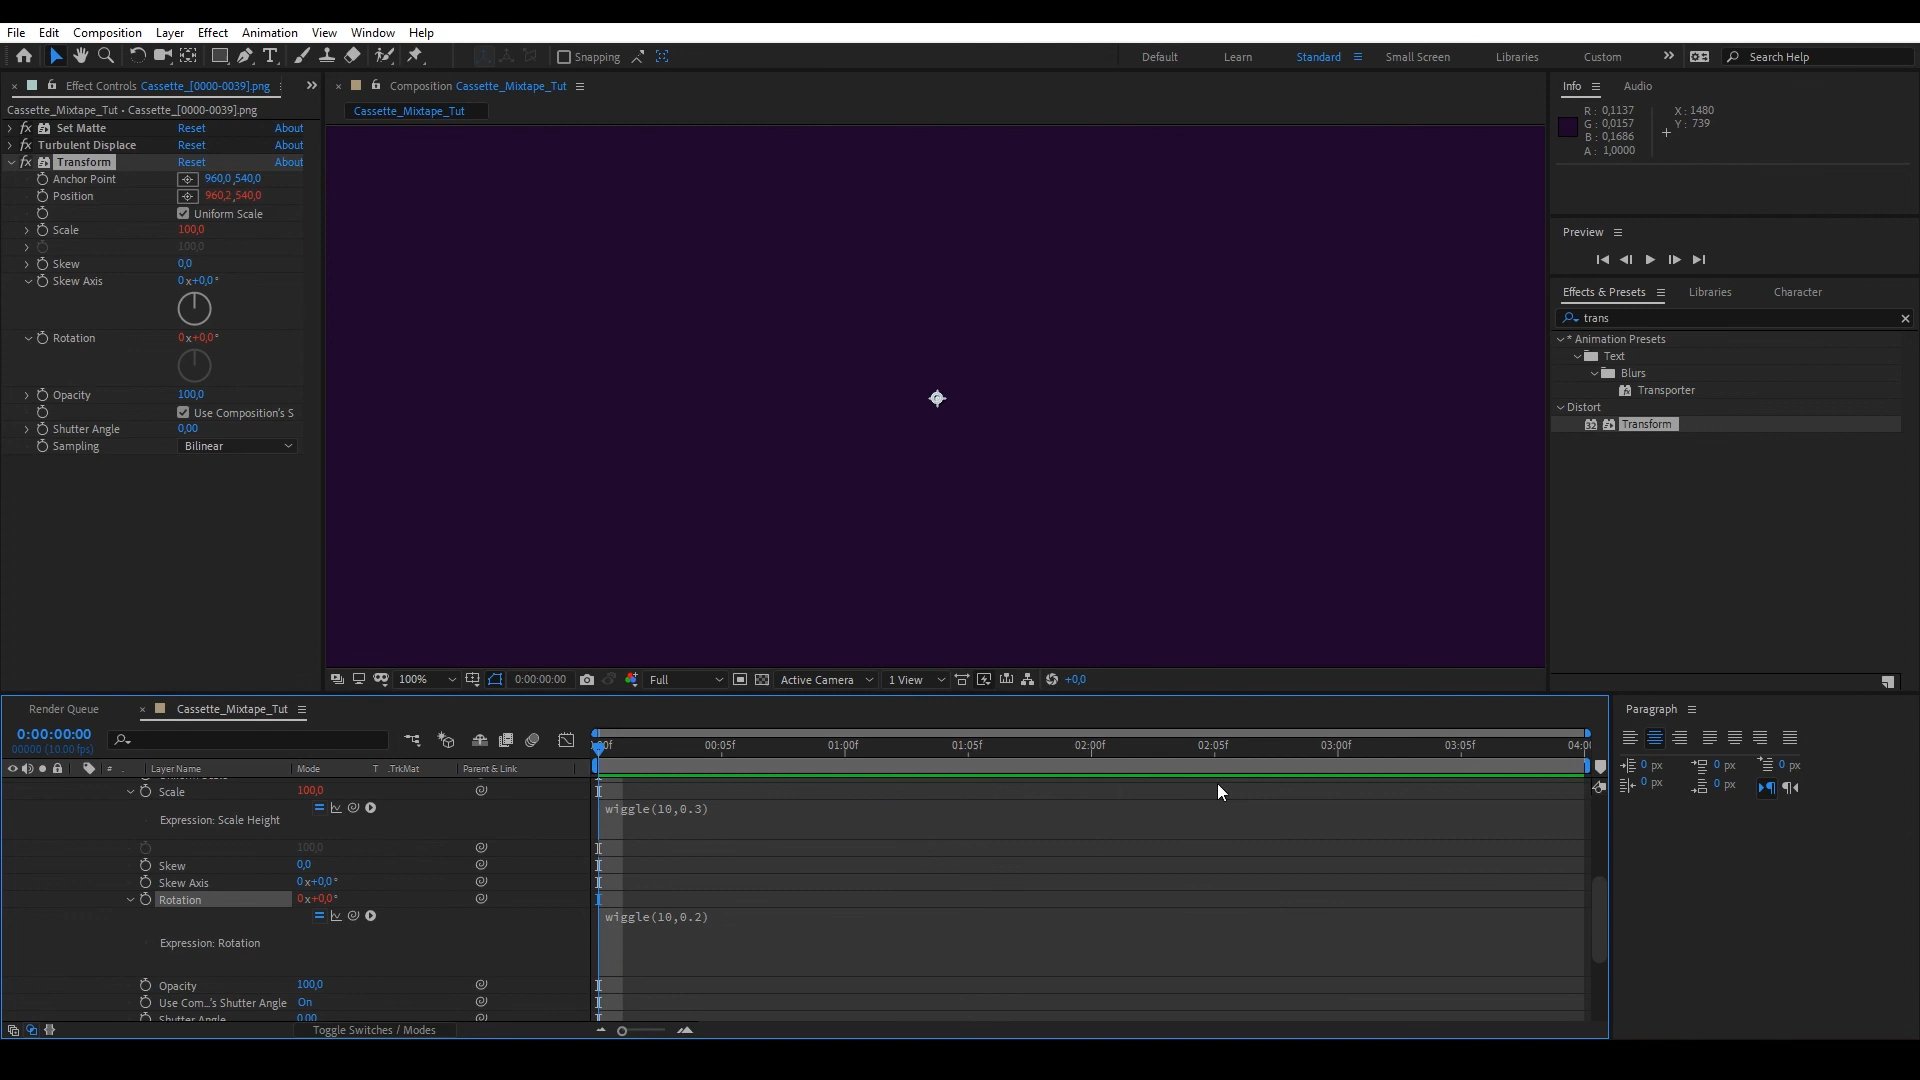 File Edit Composition Layer Effect Animation View Window Help
Snapping
Default Learn Standard Small Screen Libraries Custom
Search Help
Effect Controls Cassette_[0000-0039].png
Cassette_Mixtape_Tut • Cassette_[0000-0039].png
fx Set Matte Reset About
fx Turbulent Displace Reset About
fx Transform Reset About
Anchor Point 960,0,540,0
Position 960,2,540,0
Uniform Scale
Scale 100,0
100,0
Skew 0,0
Skew Axis 0x+0,0°
Rotation 0x+0,0°
Opacity 100,0
Use Composition's S
Shutter Angle 0,00
Sampling Bilinear
Composition Cassette_Mixtape_Tut
Cassette_Mixtape_Tut
100% 0:00:00:00 Full Active Camera 1 View +0,0
Info Audio
R: 0,1137
G: 0,0157
B: 0,1686
A: 1,0000
X: 1480
Y: 739
Preview
Effects & Presets Libraries Character
trans
* Animation Presets
Text
Blurs
Transporter
Distort
32 Transform
Render Queue Cassette_Mixtape_Tut
0:00:00:00
00000 (10.00 fps)
00:05f 01:00f 01:05f 02:00f 02:05f 03:00f 03:05f
# Layer Name Mode T .TrkMat Parent & Link
Scale 100,0
wiggle(10,0.3)
Expression: Scale Height
100,0
Skew 0,0
Skew Axis 0x+0,0°
Rotation 0x+0,0°
wiggle(10,0.2)
Expression: Rotation
Opacity 100,0
Use Com...'s Shutter Angle On
Shutter Angle 0,00
Toggle Switches / Modes
Paragraph
0 px 0 px 0 px
0 px 0 px